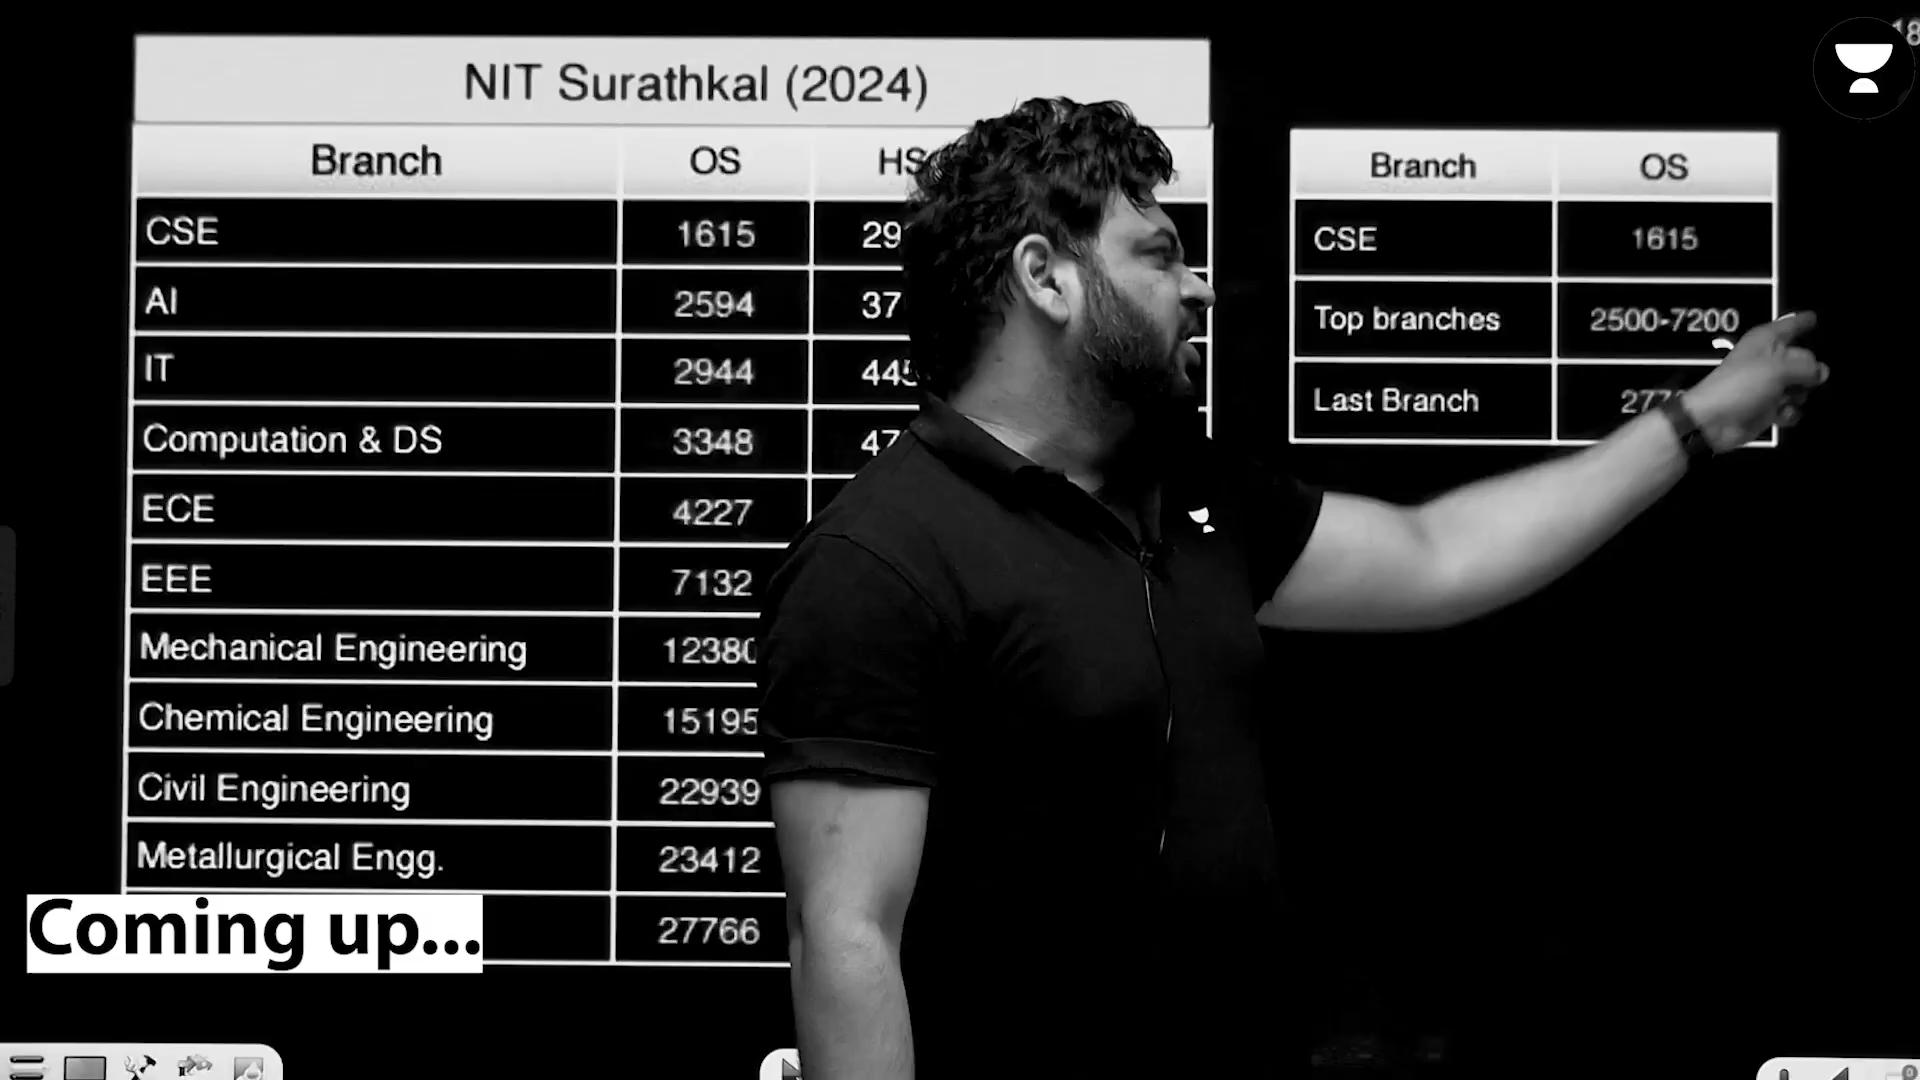 NIT Surathkal (2024)
Branch OS
CSE 1615
AI 2594
IT 2944
Computation & DS 3348
ECE 4227
EEE 7132
Mechanical Engineering 12380
Chemical Engineering 15195
Civil Engineering 22939
Metallurgical Engg. 23412
27766
Branch OS
CSE 1615
Top branches 2500-7200
Last Branch
Coming up...